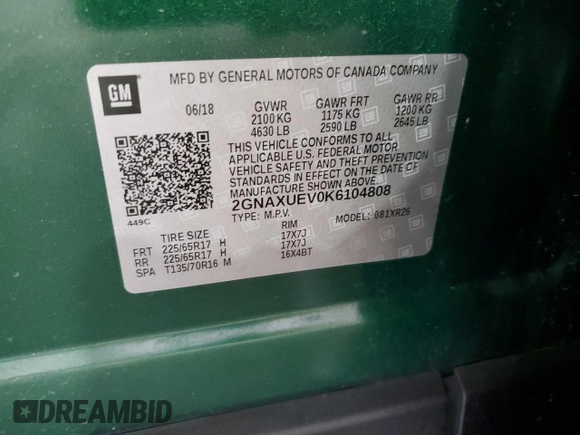 GM
MFD BY GENERAL MOTORS OF CANADA COMPANY
06/18 GVWR GAWR FRT GAWR RR
2100 KG 1175 KG 1200 KG
4630 LB 2590 LB 2645 LB
THIS VEHICLE CONFORMS TO ALL
APPLICABLE U.S. FEDERAL MOTOR
VEHICLE SAFETY AND THEFT PREVENTION
STANDARDS IN EFFECT ON THE DATE OF
MANUFACTURE SHOWN ABOVE.
2GNAXUEV0K6104808
TYPE: M.P.V. MODEL: 081XR26
449C
TIRE SIZE RIM
FRT 225/65R17 H 17X7J
RR 225/65R17 H 17X7J
SPA T135/70R16 M 16X4BT
DREAMBID